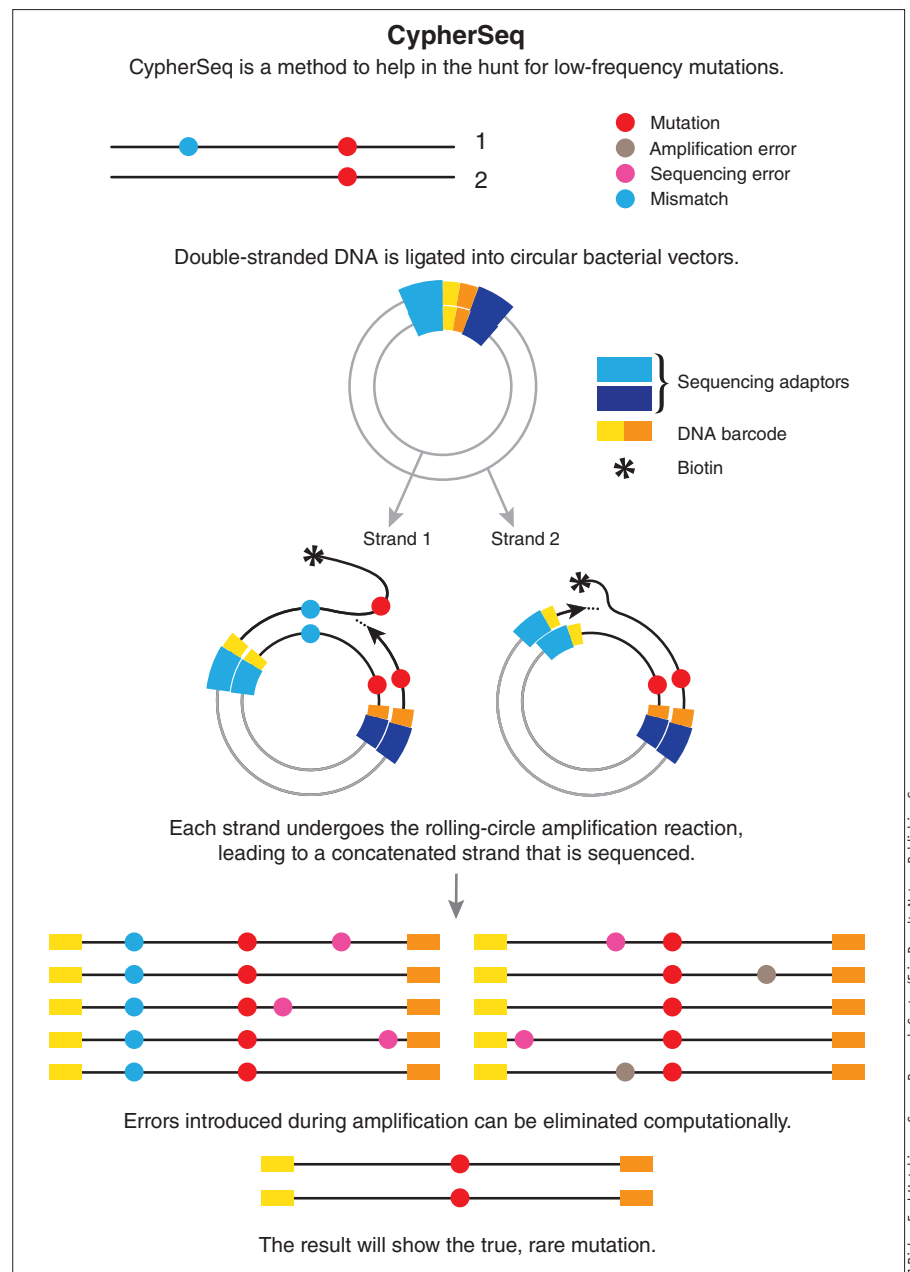 CypherSeq
CypherSeq is a method to help in the hunt for low-frequency mutations.
1
2
Mutation
Amplification error
Sequencing error
Mismatch
Double-stranded DNA is ligated into circular bacterial vectors.
Sequencing adaptors
DNA barcode
Biotin
Strand 1
Strand 2
Each strand undergoes the rolling-circle amplification reaction,
leading to a concatenated strand that is sequenced.
Errors introduced during amplification can be eliminated computationally.
The result will show the true, rare mutation.